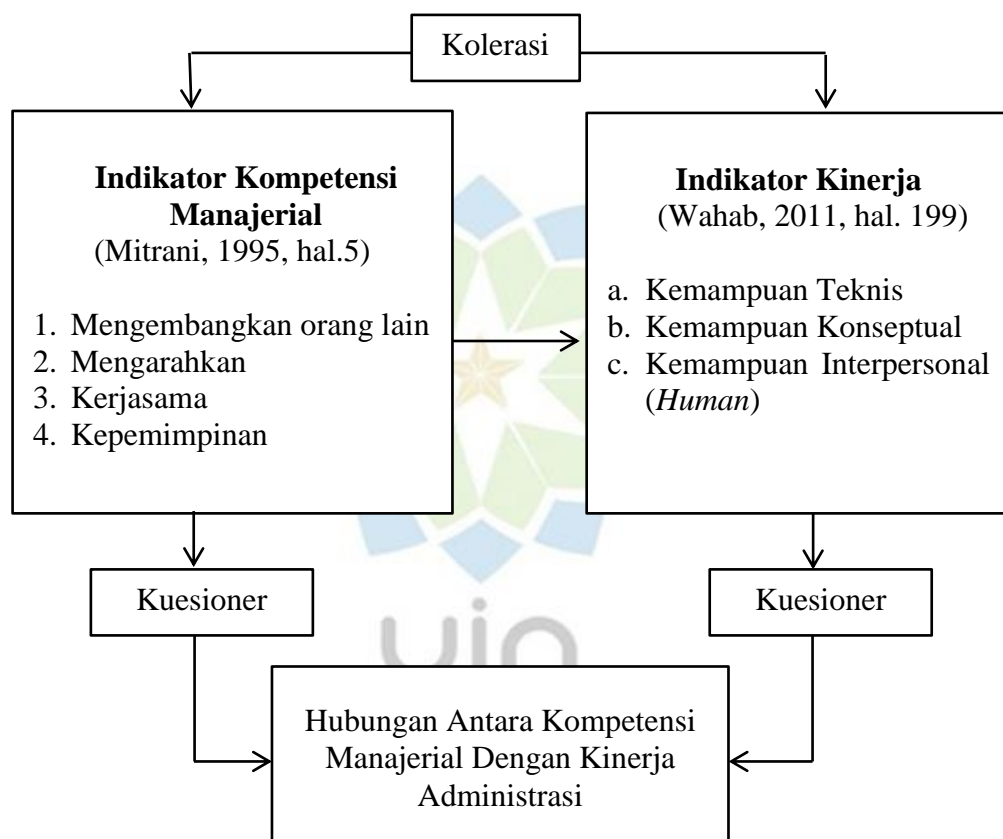 Kolerasi
Indikator Kompetensi
Manajerial
(Mitrani, 1995, hal.5)
1. Mengembangkan orang lain
2. Mengarahkan
3. Kerjasama
4. Kepemimpinan
Indikator Kinerja
(Wahab, 2011, hal. 199)
a. Kemampuan Teknis
b. Kemampuan Konseptual
c. Kemampuan Interpersonal
(Human)
Kuesioner
Kuesioner
uin
Hubungan Antara Kompetensi
Manajerial Dengan Kinerja
Administrasi